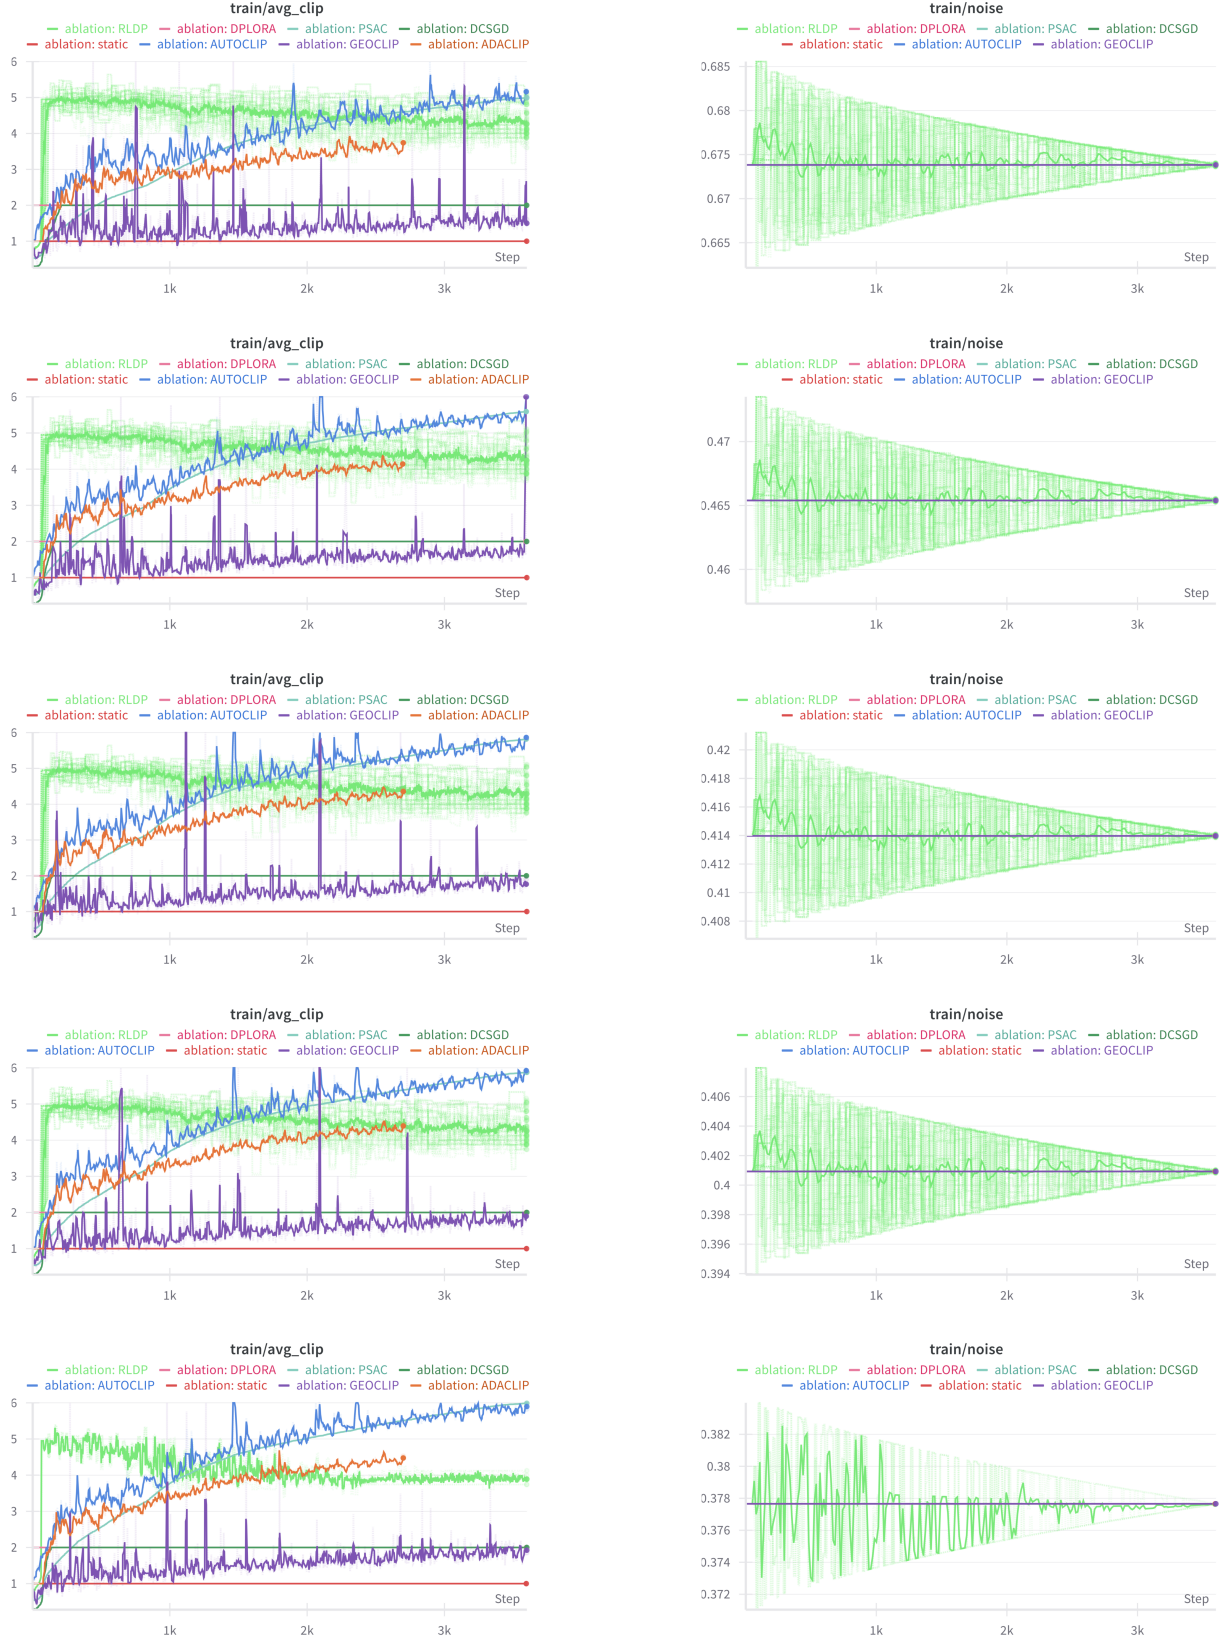 train/avg_clip
ablation: RLDP ablation: DPLORA ablation: PSAC ablation: DCSGD
ablation: static ablation: AUTOCLIP ablation: GEOCLIP ablation: ADACLIP
6
5
4
3
2
1
Step
1k 2k 3k
train/noise
ablation: RLDP ablation: DPLORA ablation: PSAC ablation: DCSGD
ablation: static ablation: AUTOCLIP ablation: GEOCLIP
0.685
0.68
0.675
0.67
0.665
Step
1k 2k 3k
train/avg_clip
ablation: RLDP ablation: DPLORA ablation: PSAC ablation: DCSGD
ablation: static ablation: AUTOCLIP ablation: GEOCLIP ablation: ADACLIP
6
5
4
3
2
1
Step
1k 2k 3k
train/noise
ablation: RLDP ablation: DPLORA ablation: PSAC ablation: DCSGD
ablation: static ablation: AUTOCLIP ablation: GEOCLIP
0.47
0.465
0.46
Step
1k 2k 3k
train/avg_clip
ablation: RLDP ablation: DPLORA ablation: PSAC ablation: DCSGD
ablation: static ablation: AUTOCLIP ablation: GEOCLIP ablation: ADACLIP
6
5
4
3
2
1
Step
1k 2k 3k
train/noise
ablation: RLDP ablation: DPLORA ablation: PSAC ablation: DCSGD
ablation: static ablation: AUTOCLIP ablation: GEOCLIP
0.42
0.418
0.416
0.414
0.412
0.41
0.408
Step
1k 2k 3k
train/avg_clip
ablation: RLDP ablation: DPLORA ablation: PSAC ablation: DCSGD
ablation: AUTOCLIP ablation: static ablation: GEOCLIP ablation: ADACLIP
6
5
4
3
2
1
Step
1k 2k 3k
train/noise
ablation: RLDP ablation: DPLORA ablation: PSAC ablation: DCSGD
ablation: AUTOCLIP ablation: static ablation: GEOCLIP
0.406
0.404
0.402
0.4
0.398
0.396
0.394
Step
1k 2k 3k
train/avg_clip
ablation: RLDP ablation: DPLORA ablation: PSAC ablation: DCSGD
ablation: AUTOCLIP ablation: static ablation: GEOCLIP ablation: ADACLIP
6
5
4
3
2
1
Step
1k 2k 3k
train/noise
ablation: RLDP ablation: DPLORA ablation: PSAC ablation: DCSGD
ablation: AUTOCLIP ablation: static ablation: GEOCLIP
0.382
0.38
0.378
0.376
0.374
0.372
Step
1k 2k 3k